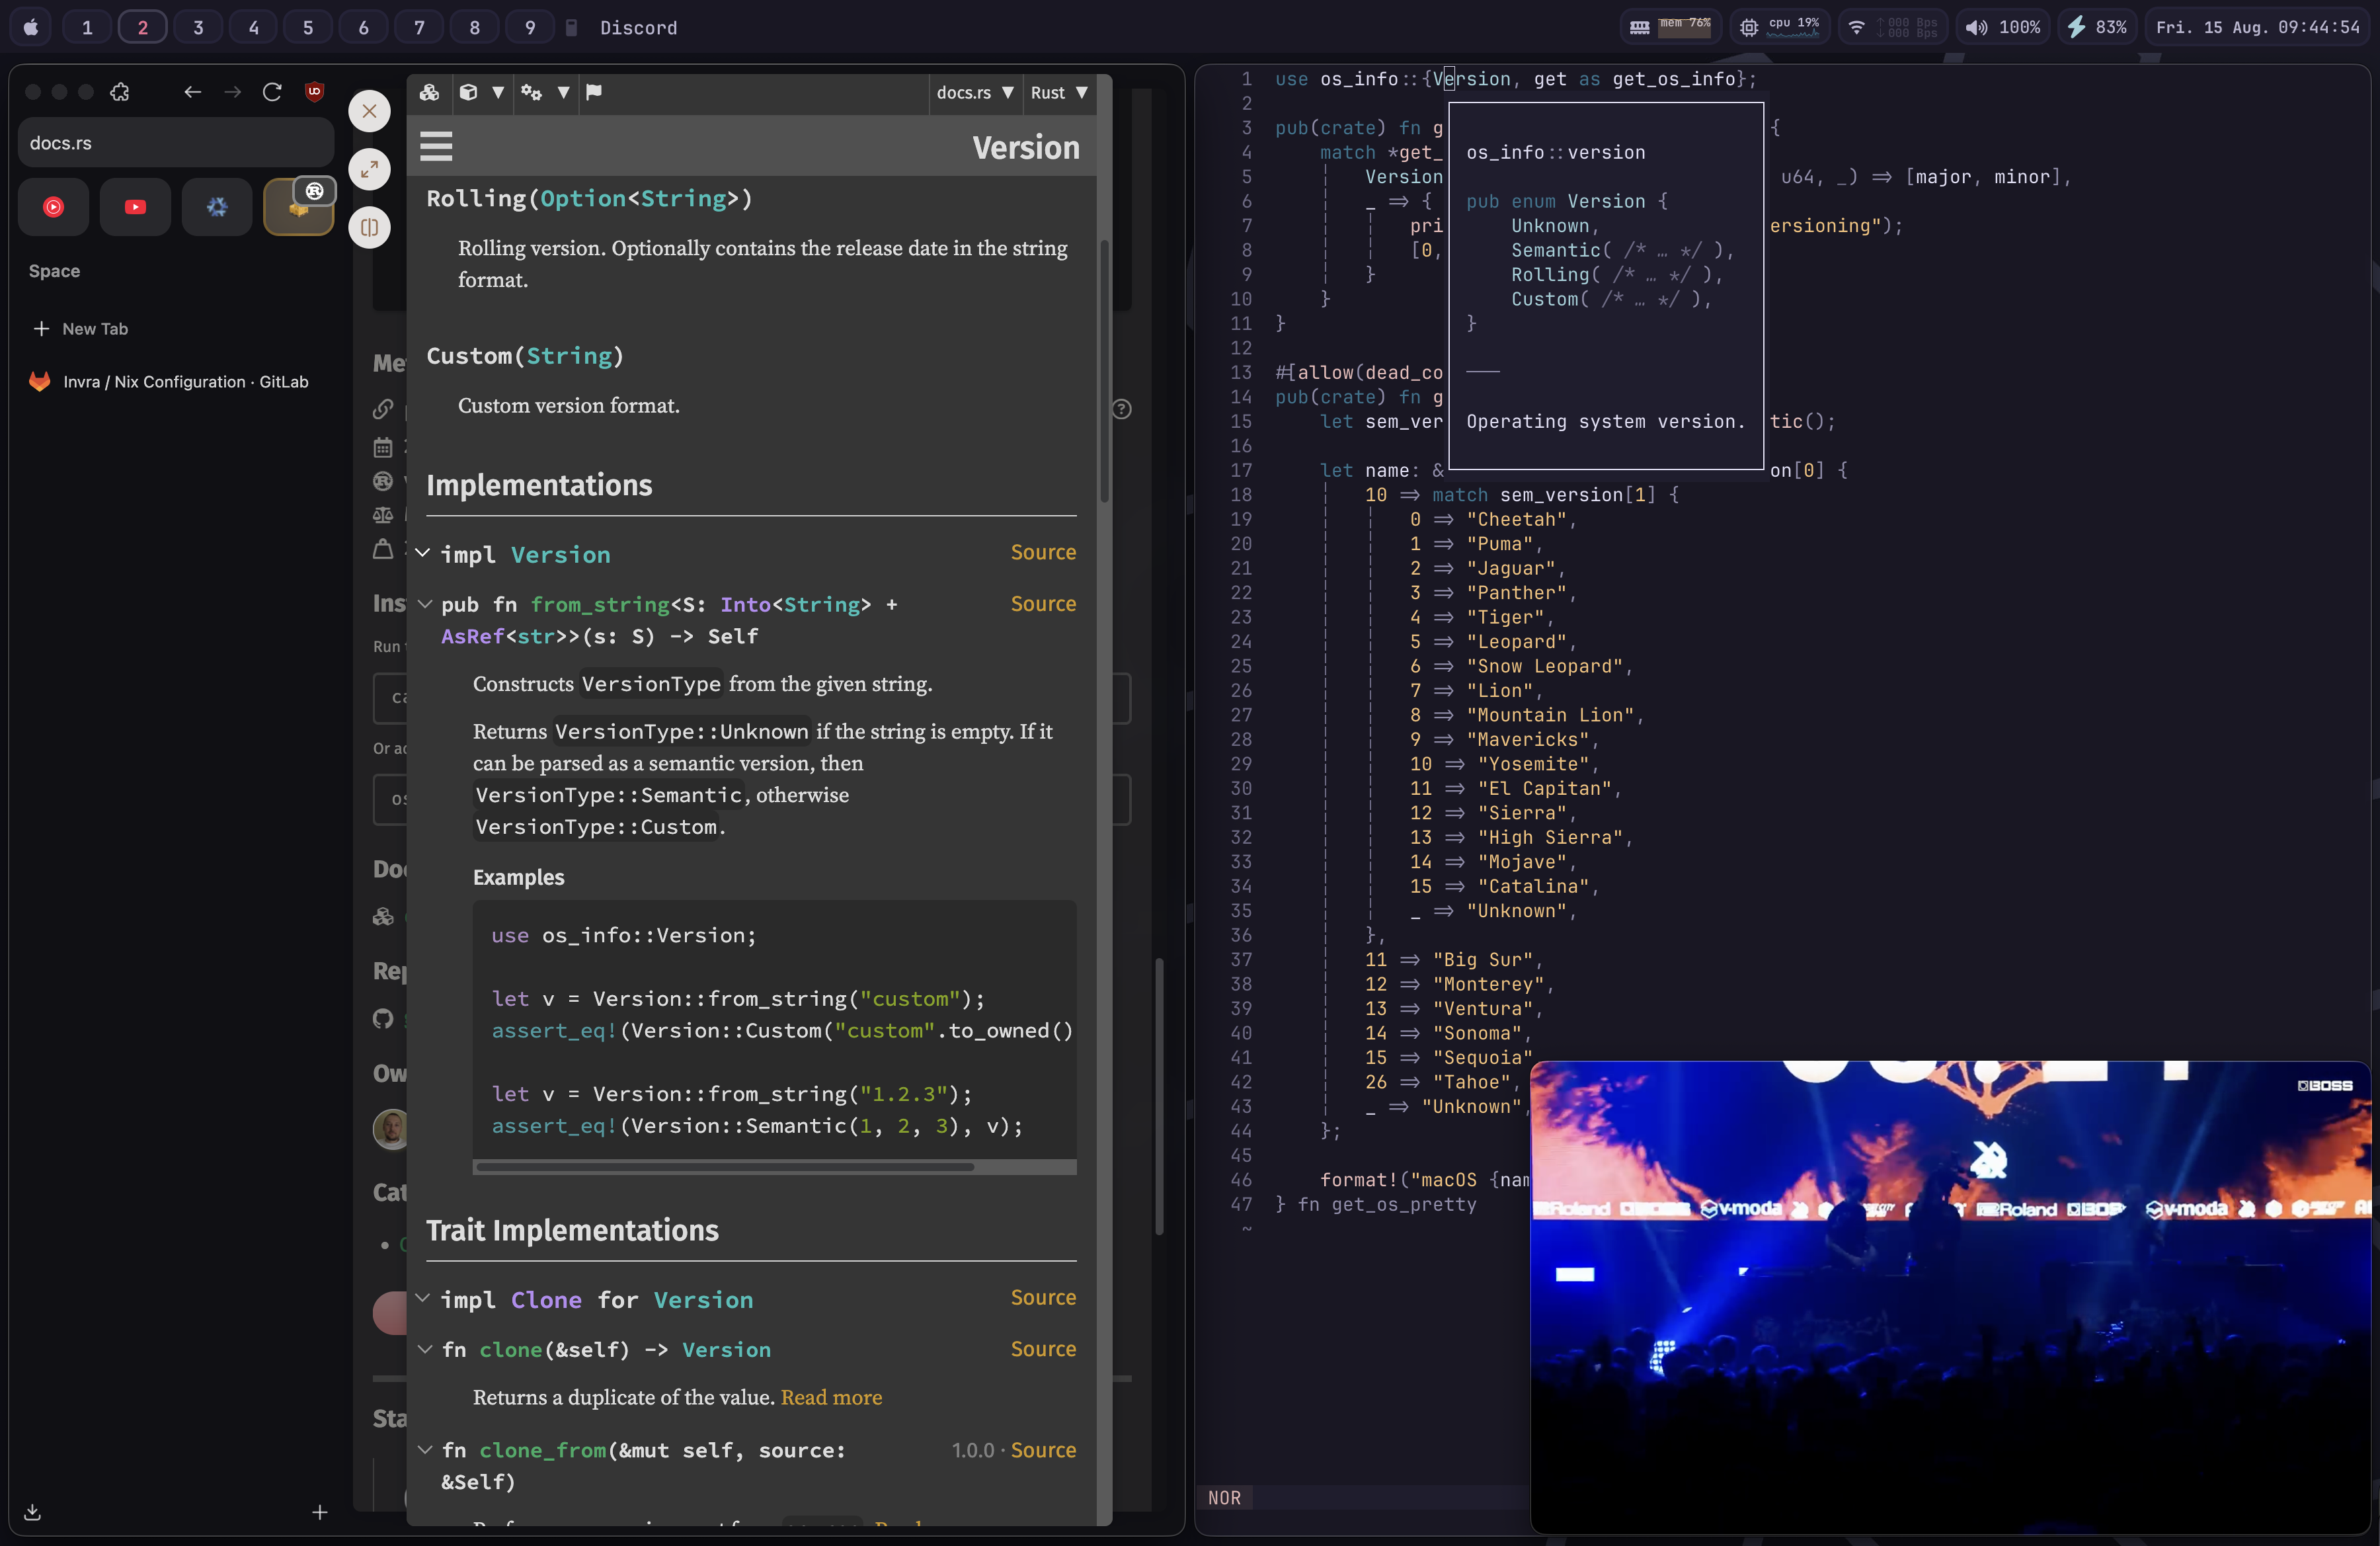 1 2 3 4 5 6 7 8 9 Discord
mem 76% cpu 19% 000 Bps 000 Bps 100% 83% Fri. 15 Aug. 09:44:54
docs.rs
Space
New Tab
Invra / Nix Configuration · GitLab
docs.rs Rust
Version
Rolling(Option<String>)
Rolling version. Optionally contains the release date in the string
format.
Custom(String)
Custom version format.
Implementations
impl Version Source
pub fn from_string<S: Into<String> + Source
AsRef<str>>(s: S) -> Self
Constructs VersionType from the given string.
Returns VersionType::Unknown if the string is empty. If it
can be parsed as a semantic version, then
VersionType::Semantic, otherwise
VersionType::Custom.
Examples
use os_info::Version;
let v = Version::from_string("custom");
assert_eq!(Version::Custom("custom".to_owned()
let v = Version::from_string("1.2.3");
assert_eq!(Version::Semantic(1, 2, 3), v);
Trait Implementations
impl Clone for Version Source
fn clone(&self) -> Version Source
Returns a duplicate of the value. Read more
fn clone_from(&mut self, source: 1.0.0 · Source
&Self)
Run
Or
1 use os_info::{Version, get as get_os_info};
2
3 pub(crate) fn g {
4 match *get_
5 Version u64, _) => [major, minor],
6 _ => {
7 pri ersioning");
8 [0,
9 }
10 }
11 }
12
13 #[allow(dead_co
14 pub(crate) fn g
15 let sem_ver tic();
16
17 let name: & on[0] {
18 10 => match sem_version[1] {
19 0 => "Cheetah",
20 1 => "Puma",
21 2 => "Jaguar",
22 3 => "Panther",
23 4 => "Tiger",
24 5 => "Leopard",
25 6 => "Snow Leopard",
26 7 => "Lion",
27 8 => "Mountain Lion",
28 9 => "Mavericks",
29 10 => "Yosemite",
30 11 => "El Capitan",
31 12 => "Sierra",
32 13 => "High Sierra",
33 14 => "Mojave",
34 15 => "Catalina",
35 _ => "Unknown",
36 },
37 11 => "Big Sur",
38 12 => "Monterey",
39 13 => "Ventura",
40 14 => "Sonoma",
41 15 => "Sequoia"
42 26 => "Tahoe",
43 _ => "Unknown",
44 };
45
46 format!("macOS {nam
47 } fn get_os_pretty
~
os_info::version
pub enum Version {
Unknown,
Semantic( /* … */ ),
Rolling( /* … */ ),
Custom( /* … */ ),
}
Operating system version.
NOR
BOSS
Roland BOSS v-moda Roland BOSS v-moda